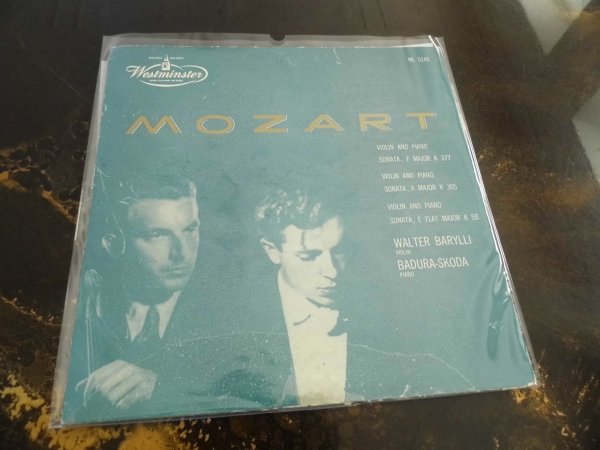 Westminster
WL 5145
MOZART
VIOLIN AND PIANO
SONATA, F MAJOR K 377
VIOLIN AND PIANO
SONATA, A MAJOR K 305
VIOLIN AND PIANO
SONATA, E FLAT MAJOR K 58
WALTER BARYLLI
VIOLIN
BADURA-SKODA
PIANO